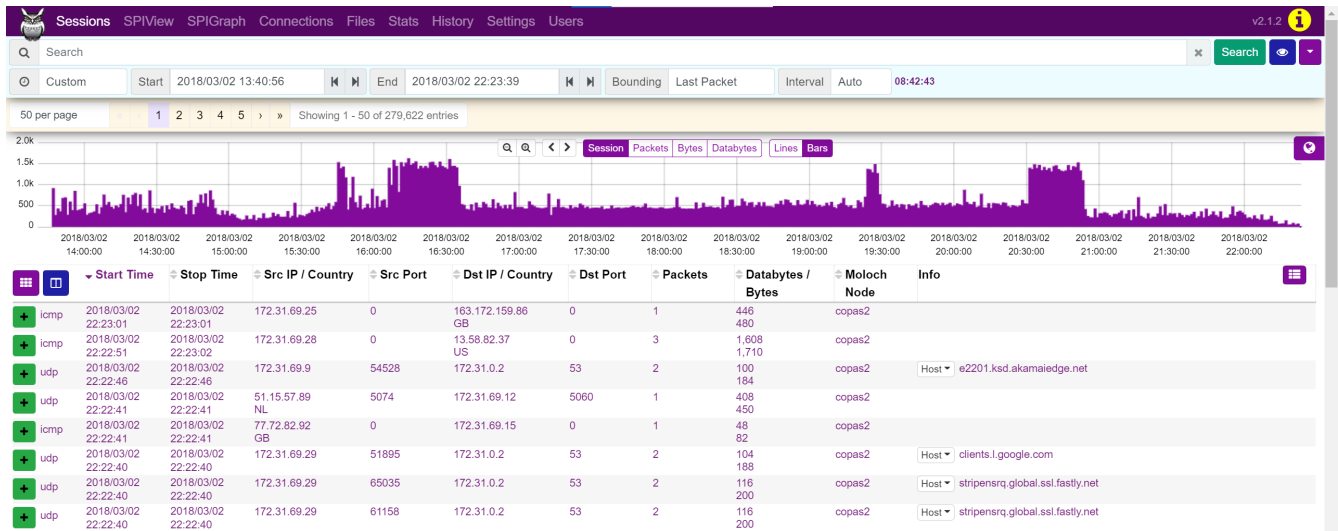 Sessions SPIView SPIGraph Connections Files Stats History Settings Users v2.1.2 i
Search × Search
Custom Start 2018/03/02 13:40:56 End 2018/03/02 22:23:39 Bounding Last Packet Interval Auto 08:42:43
50 per page « ‹ 1 2 3 4 5 › » Showing 1 - 50 of 279,622 entries
Session Packets Bytes Databytes Lines Bars
2.0k
1.5k
1.0k
500
0
2018/03/02 2018/03/02 2018/03/02 2018/03/02 2018/03/02 2018/03/02 2018/03/02 2018/03/02 2018/03/02 2018/03/02 2018/03/02 2018/03/02 2018/03/02 2018/03/02 2018/03/02 2018/03/02 2018/03/02
14:00:00 14:30:00 15:00:00 15:30:00 16:00:00 16:30:00 17:00:00 17:30:00 18:00:00 18:30:00 19:00:00 19:30:00 20:00:00 20:30:00 21:00:00 21:30:00 22:00:00
Start Time Stop Time Src IP / Country Src Port Dst IP / Country Dst Port Packets Databytes / Moloch Info
Bytes Node
icmp 2018/03/02 2018/03/02 172.31.69.25 0 163.172.159.86 0 1 446 copas2
22:23:01 22:23:01 GB 480
icmp 2018/03/02 2018/03/02 172.31.69.28 0 13.58.82.37 0 3 1,608 copas2
22:22:51 22:23:02 US 1,710
udp 2018/03/02 2018/03/02 172.31.69.9 54528 172.31.0.2 53 2 100 copas2 Host e2201.ksd.akamaiedge.net
22:22:46 22:22:46 184
udp 2018/03/02 2018/03/02 51.15.57.89 5074 172.31.69.12 5060 1 408 copas2
22:22:41 22:22:41 NL 450
icmp 2018/03/02 2018/03/02 77.72.82.92 0 172.31.69.15 0 1 48 copas2
22:22:41 22:22:41 GB 82
udp 2018/03/02 2018/03/02 172.31.69.29 51895 172.31.0.2 53 2 104 copas2 Host clients.l.google.com
22:22:40 22:22:40 188
udp 2018/03/02 2018/03/02 172.31.69.29 65035 172.31.0.2 53 2 116 copas2 Host stripensrq.global.ssl.fastly.net
22:22:40 22:22:40 200
udp 2018/03/02 2018/03/02 172.31.69.29 61158 172.31.0.2 53 2 116 copas2 Host stripensrq.global.ssl.fastly.net
22:22:40 22:22:40 200